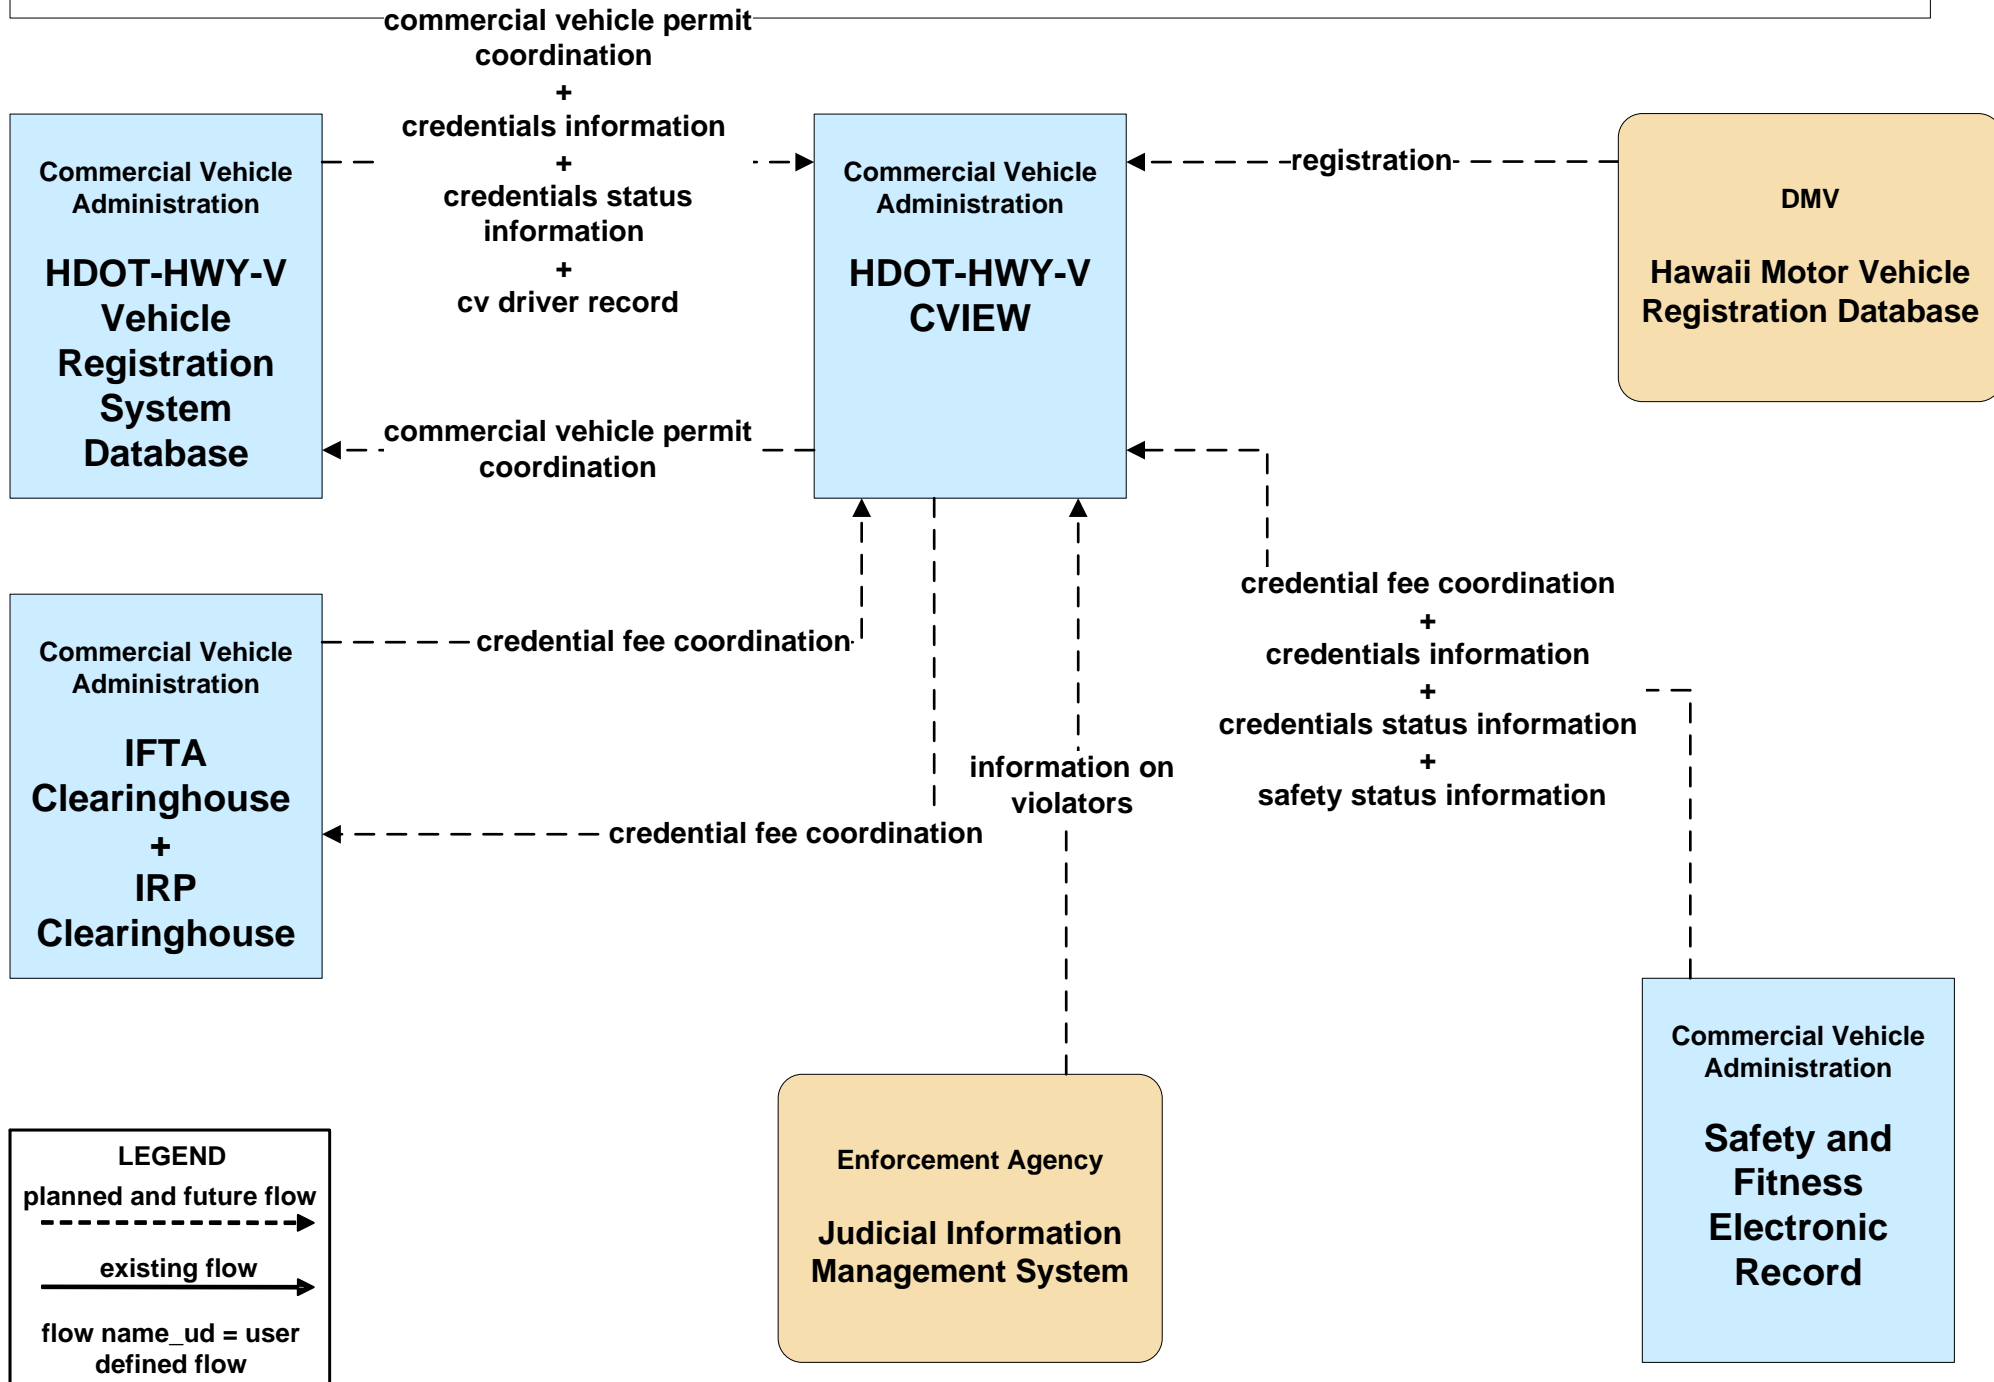 commercial vehicle permit
coordination
+
credentials information
+
credentials status
information
+
cv driver record
Commercial Vehicle
Administration
HDOT-HWY-V
Vehicle
Registration
System
Database
Commercial Vehicle
Administration
HDOT-HWY-V
CVIEW
registration
DMV
Hawaii Motor Vehicle
Registration Database
commercial vehicle permit
coordination
Commercial Vehicle
Administration
IFTA
Clearinghouse
+
IRP
Clearinghouse
credential fee coordination
credential fee coordination
information on
violators
credential fee coordination
+
credentials information
+
credentials status information
+
safety status information
Enforcement Agency
Judicial Information
Management System
Commercial Vehicle
Administration
Safety and
Fitness
Electronic
Record
LEGEND
planned and future flow
existing flow
flow name_ud = user
defined flow